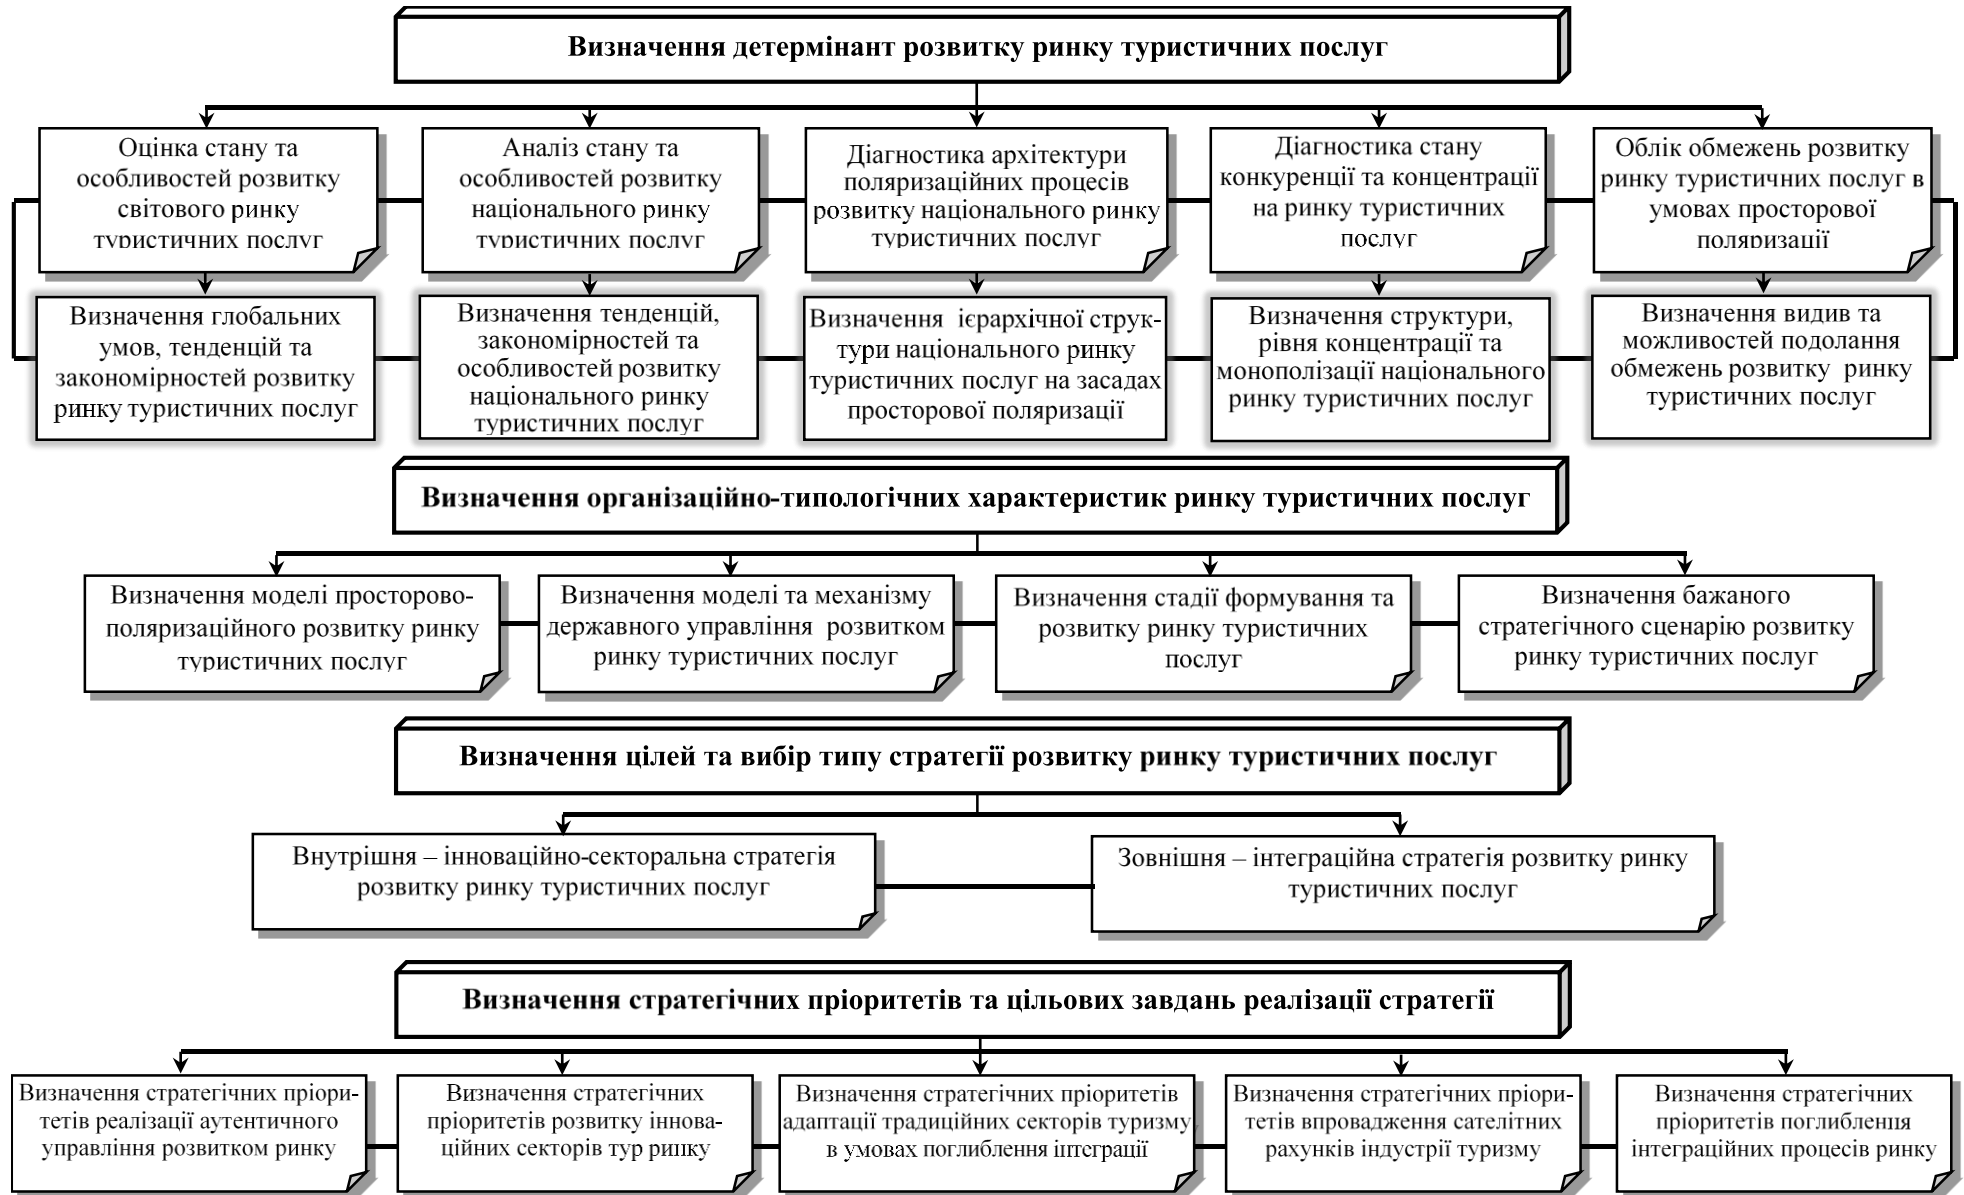 Визначення детермінант розвитку ринку туристичних послуг
Оцінка стану та
особливостей розвитку
світового ринку
туристичних послуг
Аналіз стану та
особливостей розвитку
національного ринку
туристичних послуг
Діагностика архітектури
поляризаційних процесів
розвитку національного ринку
туристичних послуг
Діагностика стану
конкуренції та концентрації
на ринку туристичних
послуг
Облік обмежень розвитку
ринку туристичних послуг в
умовах просторової
поляризації
Визначення глобальних
умов, тенденцій та
закономірностей розвитку
ринку туристичних послуг
Визначення тенденцій,
закономірностей та
особливостей розвитку
національного ринку
туристичних послуг
Визначення ієрархічної струк-
тури національного ринку
туристичних послуг на засадах
просторової поляризації
Визначення структури,
рівня концентрації та
монополізації національного
ринку туристичних послуг
Визначення видив та
можливостей подолання
обмежень розвитку ринку
туристичних послуг
Визначення організаційно-типологічних характеристик ринку туристичних послуг
Визначення моделі просторово-
поляризаційного розвитку ринку
туристичних послуг
Визначення моделі та механізму
державного управління розвитком
ринку туристичних послуг
Визначення стадії формування та
розвитку ринку туристичних
послуг
Визначення бажаного
стратегічного сценарію розвитку
ринку туристичних послуг
Визначення цілей та вибір типу стратегії розвитку ринку туристичних послуг
Внутрішня – інноваційно-секторальна стратегія
розвитку ринку туристичних послуг
Зовнішня – інтеграційна стратегія розвитку ринку
туристичних послуг
Визначення стратегічних пріоритетів та цільових завдань реалізації стратегії
Визначення стратегічних пріори-
тетів реалізації аутентичного
управління розвитком ринку
Визначення стратегічних
пріоритетів розвитку іннова-
ційних секторів тур ринку
Визначення стратегічних пріоритетів
адаптації традиційних секторів туризму,
в умовах поглиблення інтеграції
Визначення стратегічних пріори-
тетів впровадження сателітних
рахунків індустрії туризму
Визначення стратегічних
пріоритетів поглиблення
інтеграційних процесів ринку